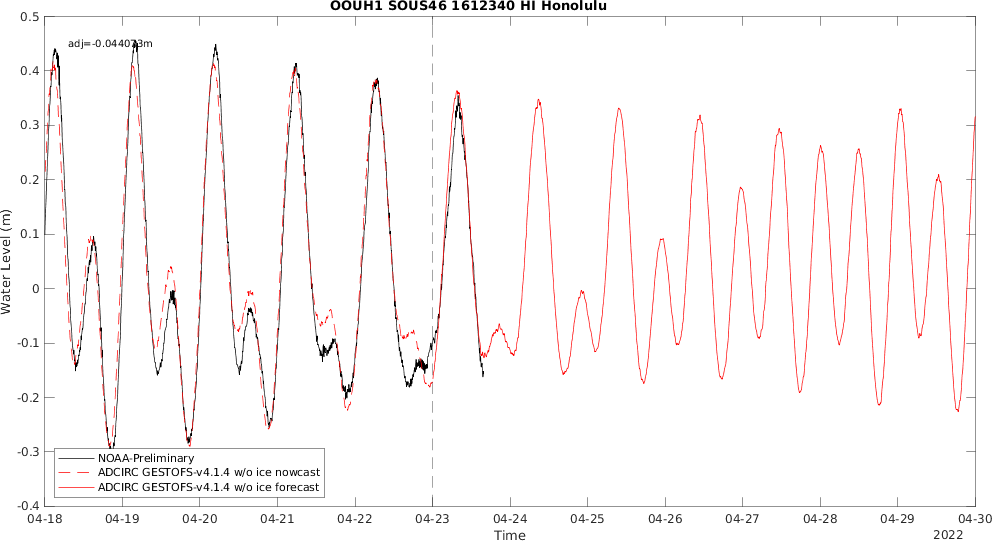 OOUH1 SOUS46 1612340 HI Honolulu
adj=-0.044073m
Water Level (m)
0.5
0.4
0.3
0.2
0.1
0
-0.1
-0.2
-0.3
-0.4
NOAA-Preliminary
ADCIRC GESTOFS-v4.1.4 w/o ice nowcast
ADCIRC GESTOFS-v4.1.4 w/o ice forecast
04-18 04-19 04-20 04-21 04-22 04-23 04-24 04-25 04-26 04-27 04-28 04-29 04-30
Time
2022